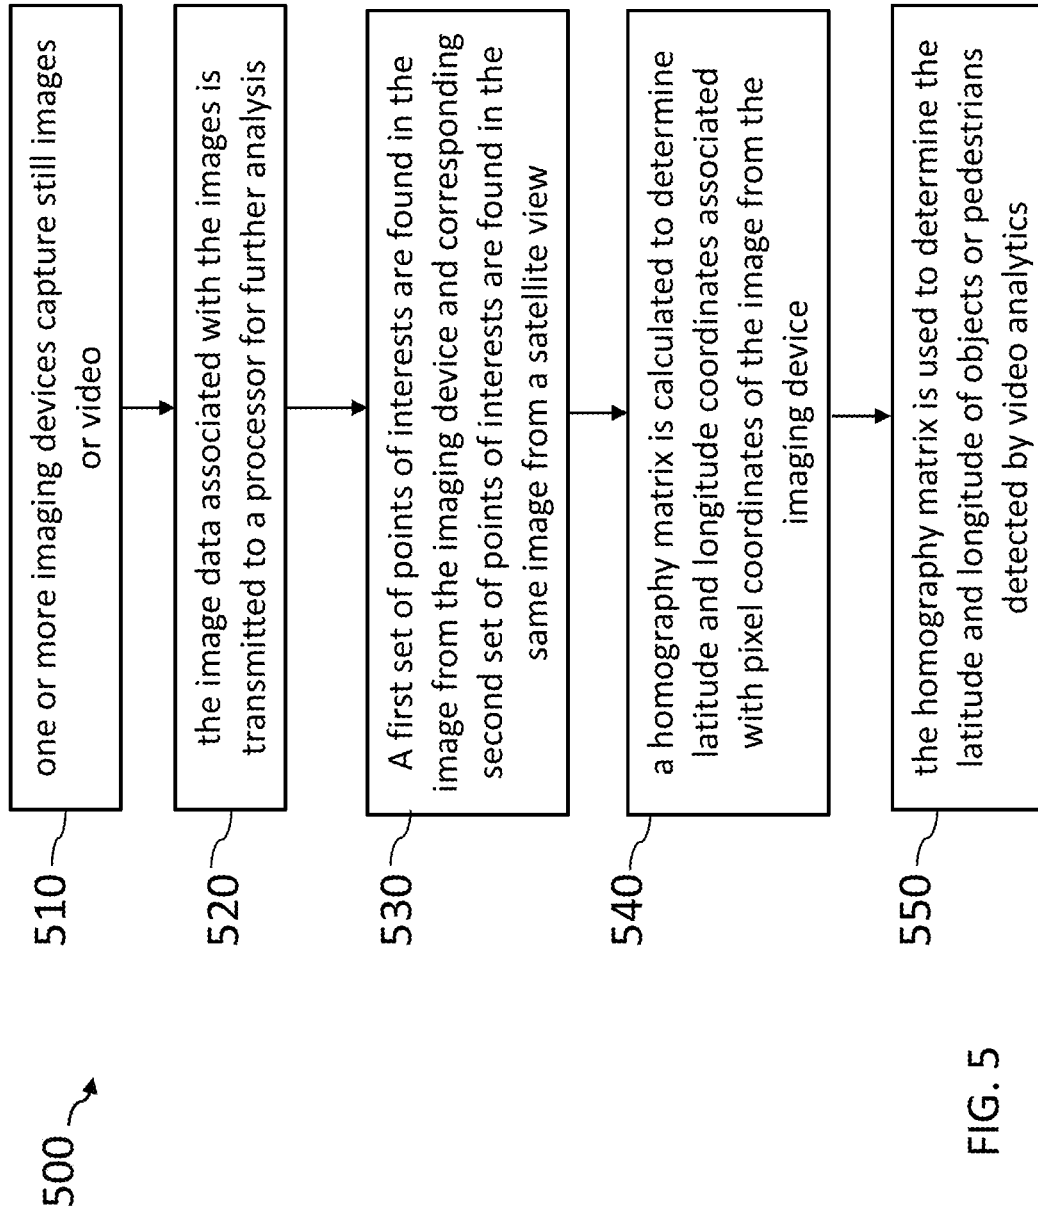 500
510
one or more imaging devices capture still images
or video
520
the image data associated with the images is
transmitted to a processor for further analysis
530
A first set of points of interests are found in the
image from the imaging device and corresponding
second set of points of interests are found in the
same image from a satellite view
540
a homography matrix is calculated to determine
latitude and longitude coordinates associated
with pixel coordinates of the image from the
imaging device
550
the homography matrix is used to determine the
latitude and longitude of objects or pedestrians
detected by video analytics
FIG. 5